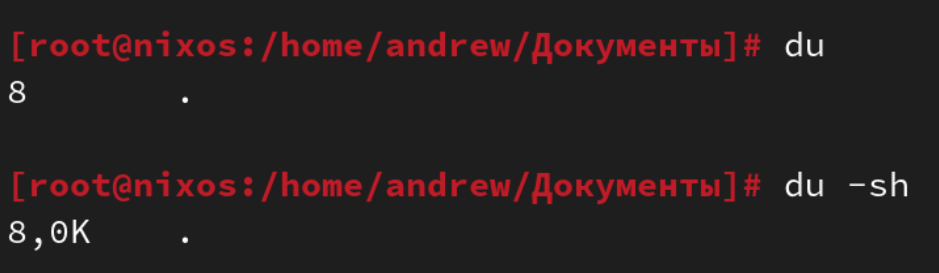 [root@nixos:/home/andrew/Документы]# du
8 .
[root@nixos:/home/andrew/Документы]# du -sh
8,0K .